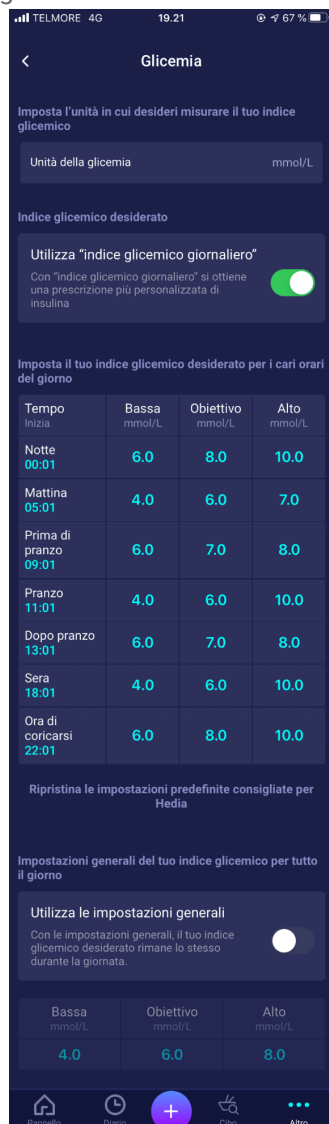 TELMORE 4G 19.21 67 %
Glicemia
Imposta l'unità in cui desideri misurare il tuo indice
glicemico
Unità della glicemia mmol/L
Indice glicemico desiderato
Utilizza "indice glicemico giornaliero"
Con "indice glicemico giornaliero" si ottiene
una prescrizione più personalizzata di
insulina
Imposta il tuo indice glicemico desiderato per i cari orari
del giorno
Tempo Bassa Obiettivo Alto
Inizia mmol/L mmol/L mmol/L
Notte
00:01 6.0 8.0 10.0
Mattina
05:01 4.0 6.0 7.0
Prima di
pranzo 6.0 7.0 8.0
09:01
Pranzo
11:01 4.0 6.0 10.0
Dopo pranzo
13:01 6.0 7.0 8.0
Sera
18:01 4.0 6.0 10.0
Ora di
coricarsi 6.0 8.0 10.0
22:01
Ripristina le impostazioni predefinite consigliate per
Hedia
Impostazioni generali del tuo indice glicemico per tutto
il giorno
Utilizza le impostazioni generali
Con le impostazioni generali, il tuo indice
glicemico desiderato rimane lo stesso
durante la giornata.
Bassa Obiettivo Alto
mmol/L mmol/L mmol/L
4.0 6.0 8.0
Pannello Diario Cibo Altro